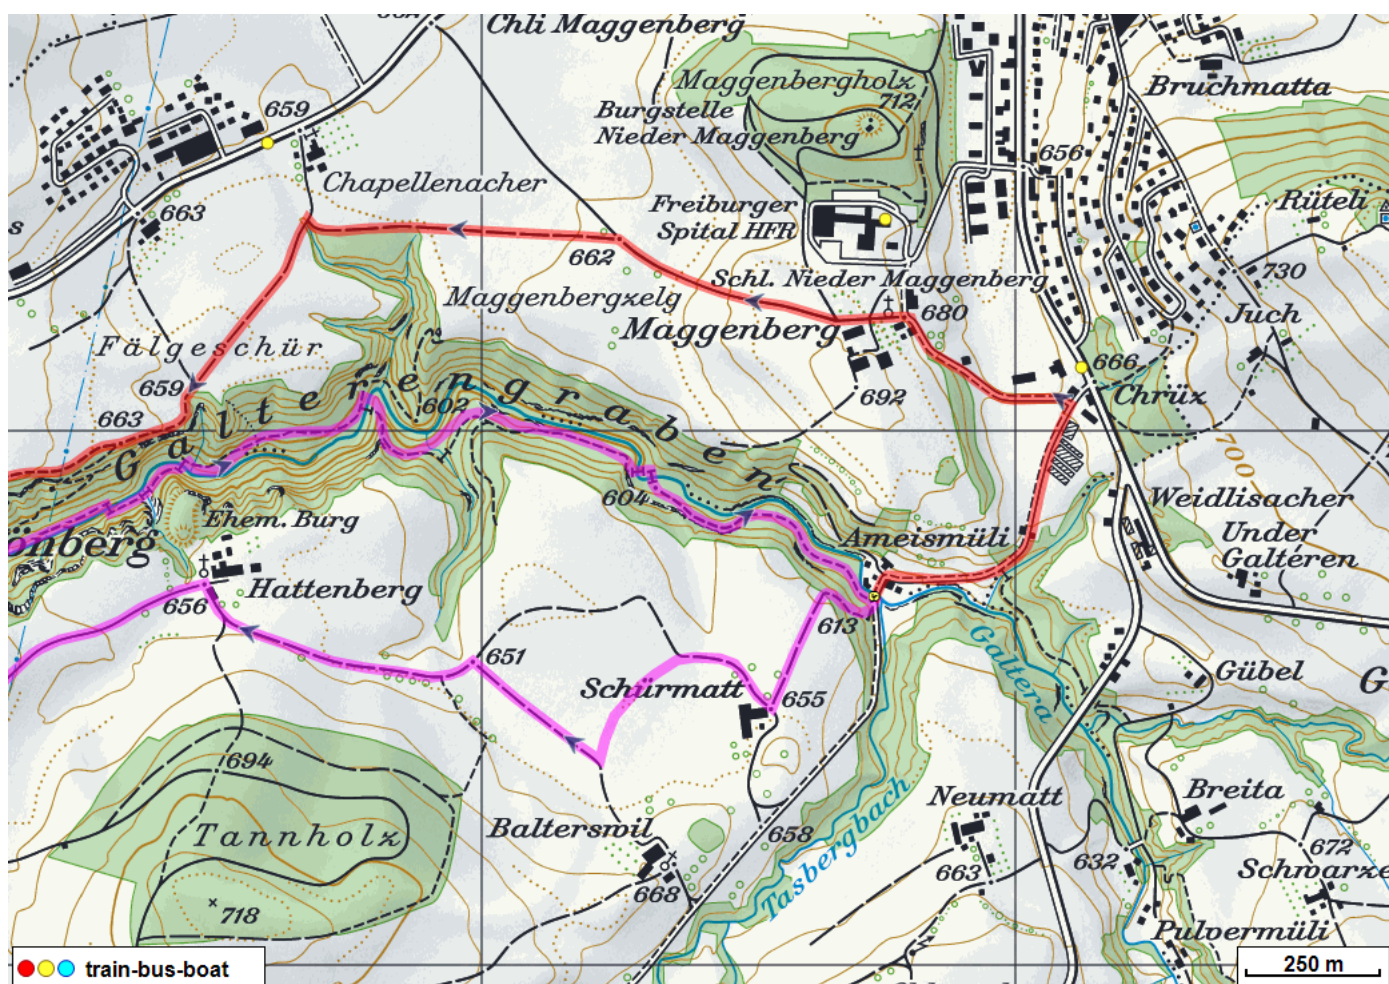 Chli Maggenberg
659
Maggenbergholz
712
Burgstelle
Nieder Maggenberg
Bruchmatta
656
Chapellenacher
663
s
Freiburger
Spital HFR
Rüteli
662
Schl. Nieder Maggenberg
730
Maggenbergzelg
Maggenberg
680
Juch
Fälgeschür
659
666
692
Chrüz
663
602
Galterengraben
700
604
Weidlisacher
Ehem. Burg
Ameismüli
Under
Galteren
onberg
Hattenberg
656
613
Galtera
651
Schürmatt
655
Gübel
G
694
Tannholz
Balterswil
658
Neumatt
Breita
Tasbergbach
632
672
663
668
Schwarze
718
Pulvermüli
train-bus-boat
250 m